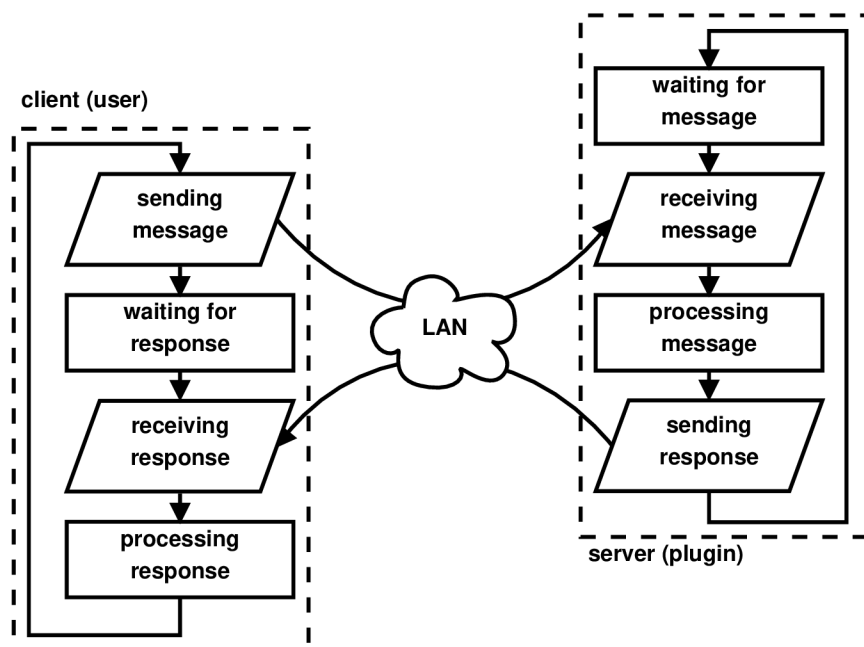 client (user)
sending
message
waiting for
response
receiving
response
processing
response
LAN
waiting for
message
receiving
message
processing
message
sending
response
server (plugin)